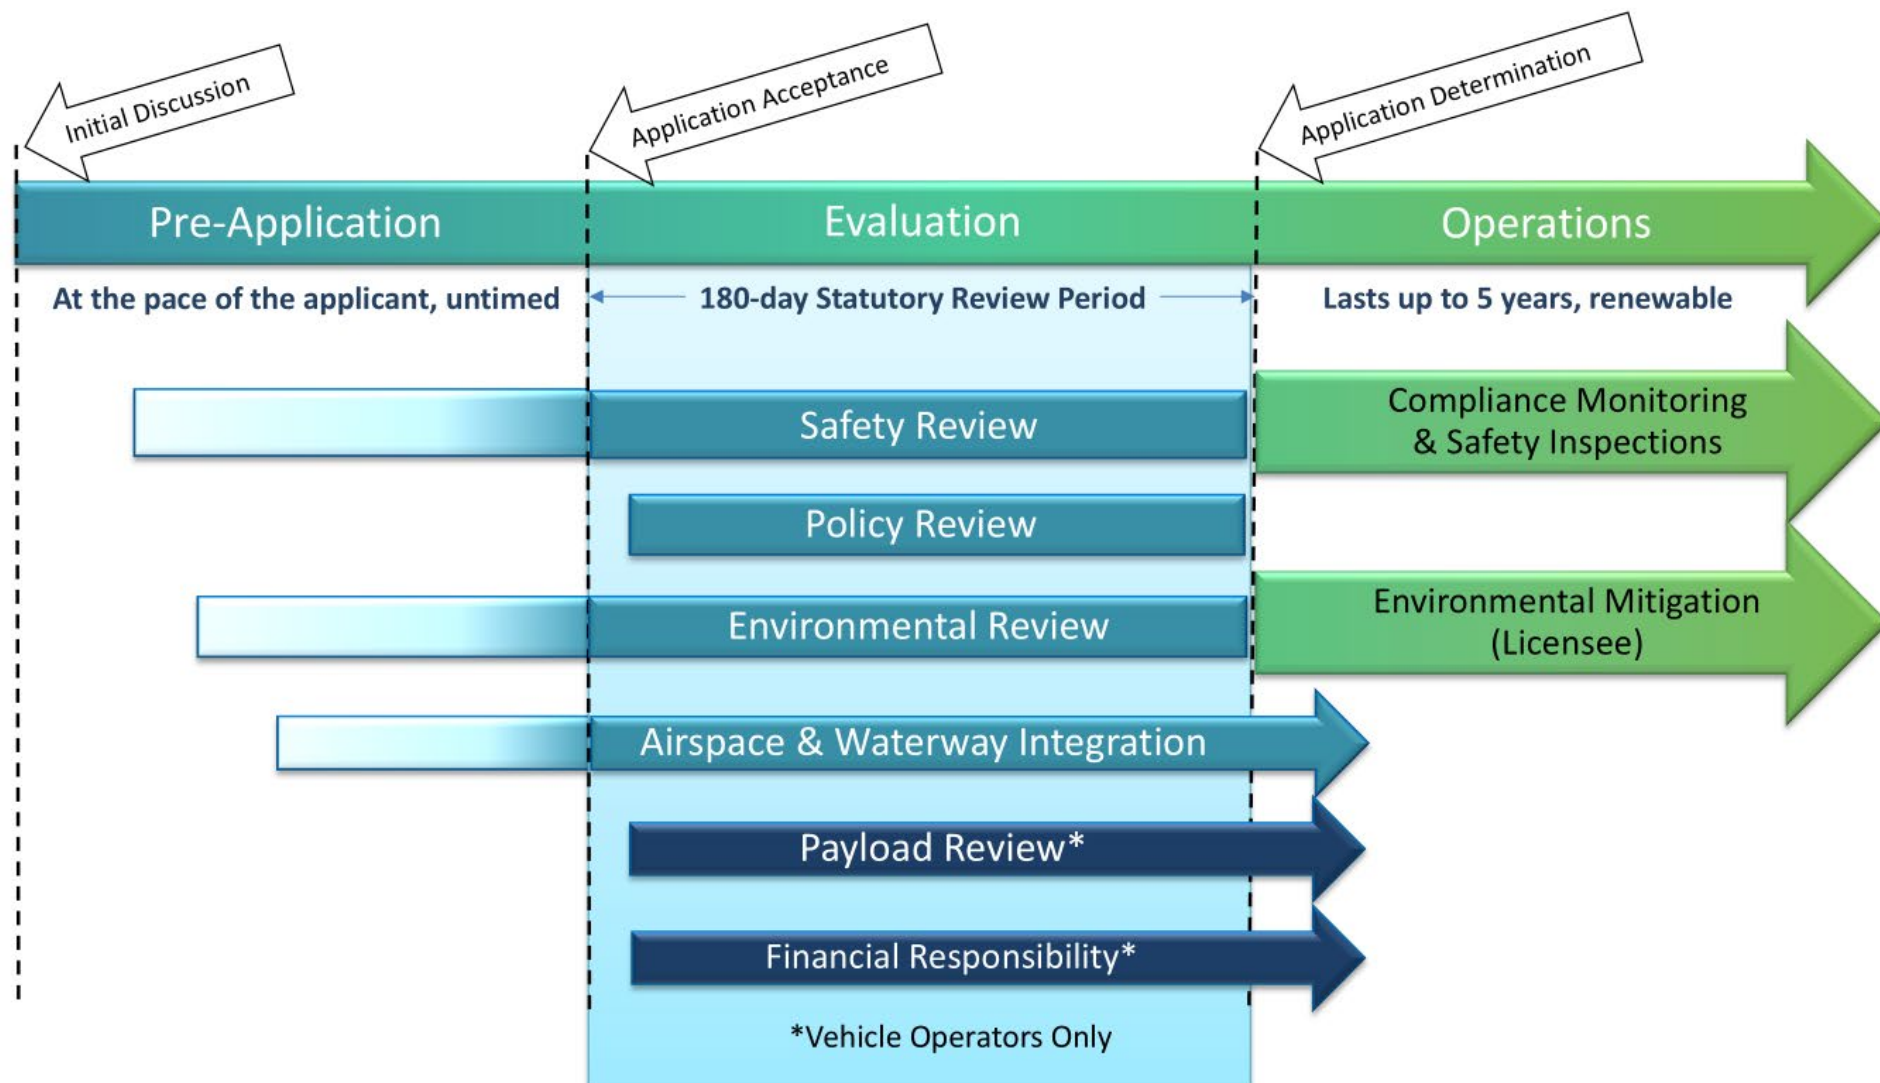 Initial Discussion
Application Acceptance
Application Determination
Pre-Application
Evaluation
Operations
At the pace of the applicant, untimed
180-day Statutory Review Period
Lasts up to 5 years, renewable
Safety Review
Compliance Monitoring
& Safety Inspections
Policy Review
Environmental Review
Environmental Mitigation
(Licensee)
Airspace & Waterway Integration
Payload Review*
Financial Responsibility*
*Vehicle Operators Only